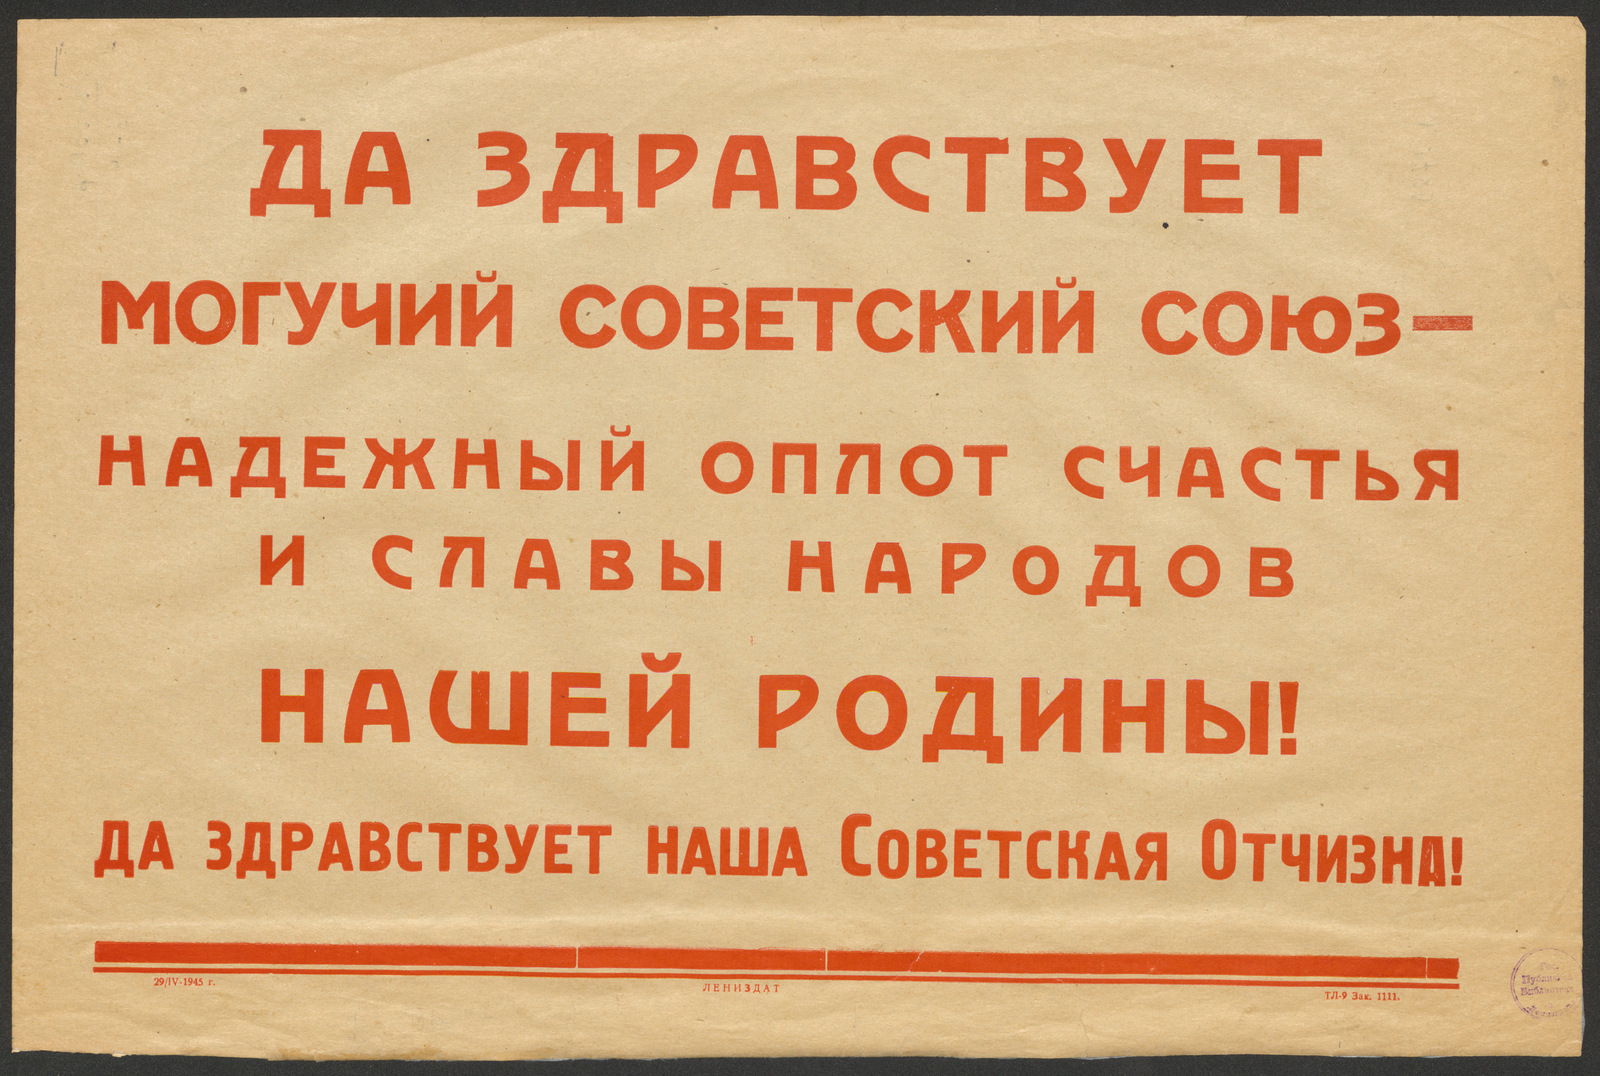 ДА ЗДРАВСТВУЕТ
МОГУЧИЙ СОВЕТСКИЙ СОЮЗ—
НАДЕЖНЫЙ ОПЛОТ СЧАСТЬЯ
И СЛАВЫ НАРОДОВ
НАШЕЙ РОДИНЫ!
ДА ЗДРАВСТВУЕТ НАША СОВЕТСКАЯ ОТЧИЗНА!
29/IV-1945 г.
ЛЕНИЗДАТ
ТЛ-9 Зак. 1111.